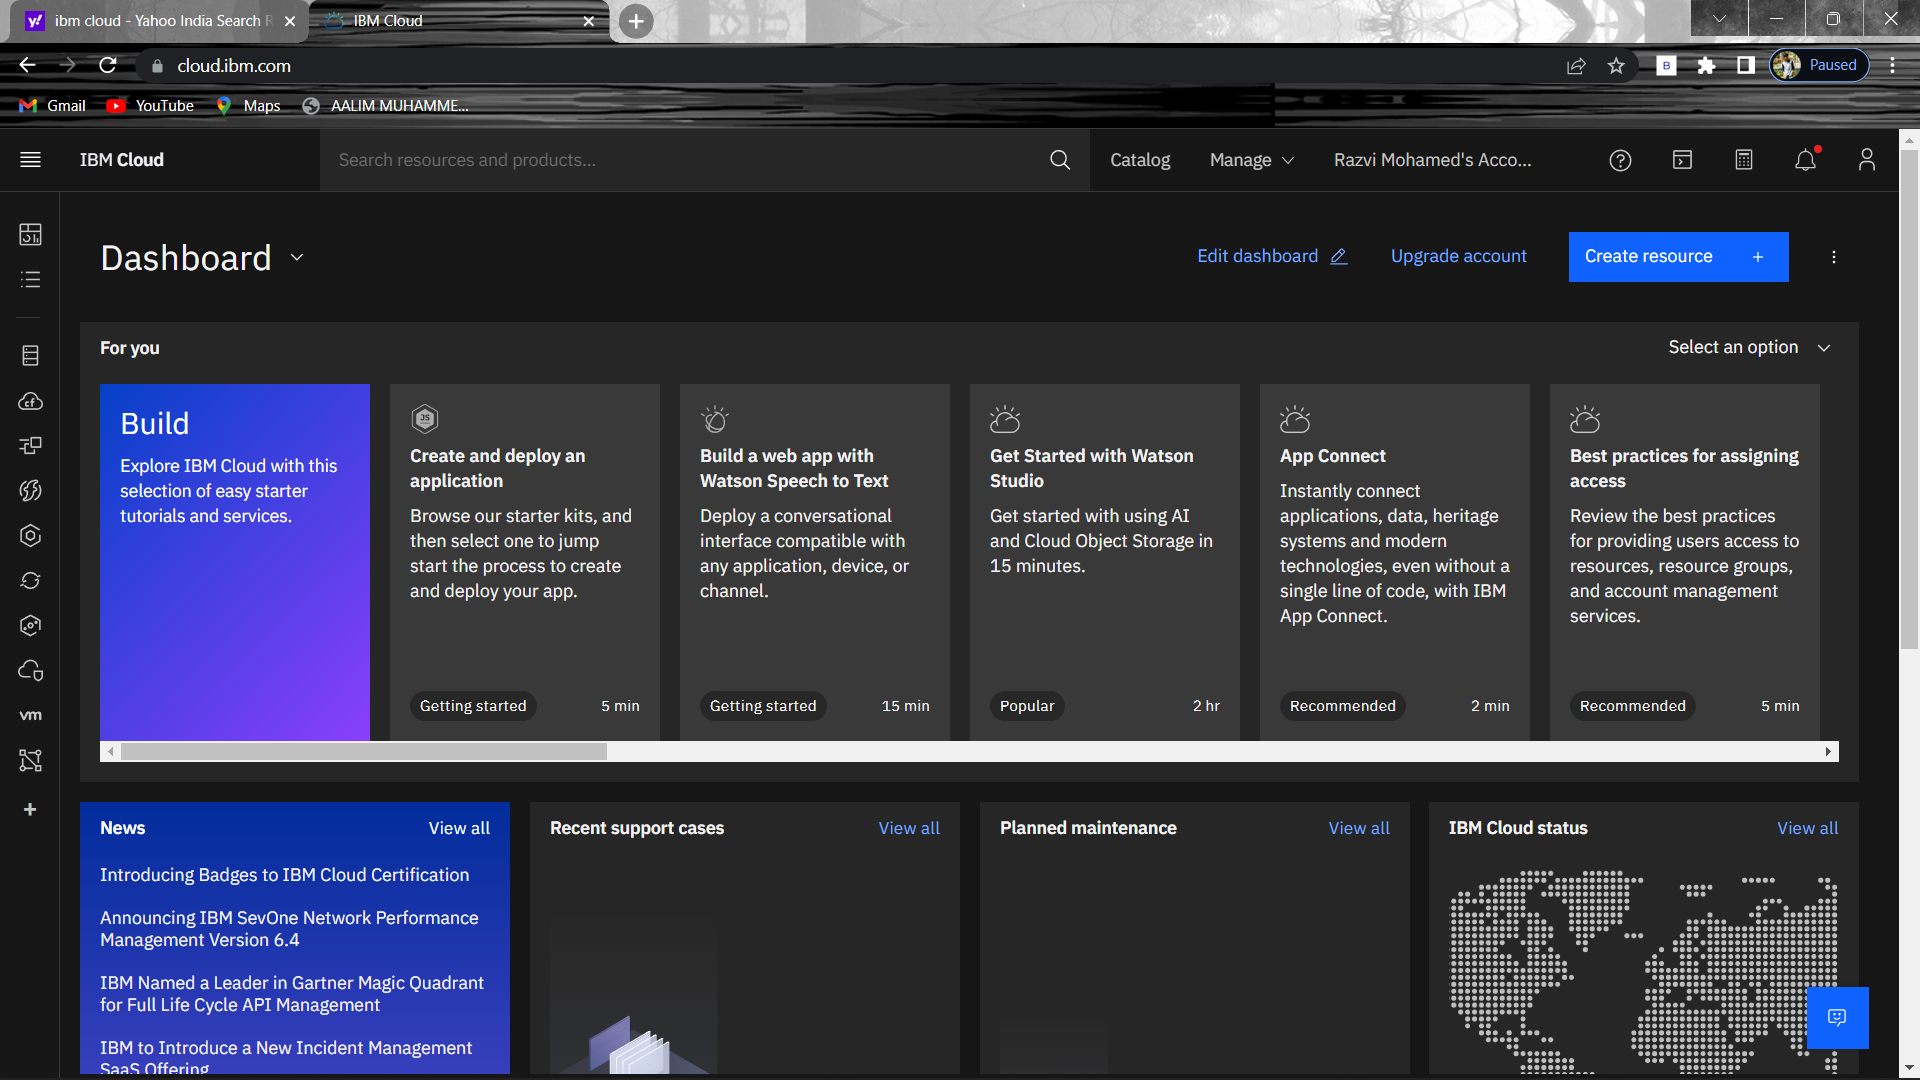 ibm cloud - Yahoo India Search R
IBM Cloud
cloud.ibm.com
B
Paused
Gmail
YouTube
Maps
AALIM MUHAMME...
IBM Cloud
Search resources and products...
Catalog
Manage
Razvi Mohamed's Acco...
Dashboard
Edit dashboard
Upgrade account
Create resource +
For you
Select an option
Build
Explore IBM Cloud with this
selection of easy starter
tutorials and services.
JS
Create and deploy an
application
Browse our starter kits, and
then select one to jump
start the process to create
and deploy your app.
Getting started
5 min
Build a web app with
Watson Speech to Text
Deploy a conversational
interface compatible with
any application, device, or
channel.
Getting started
15 min
Get Started with Watson
Studio
Get started with using AI
and Cloud Object Storage in
15 minutes.
Popular
2 hr
App Connect
Instantly connect
applications, data, heritage
systems and modern
technologies, even without a
single line of code, with IBM
App Connect.
Recommended
2 min
Best practices for assigning
access
Review the best practices
for providing users access to
resources, resource groups,
and account management
services.
Recommended
5 min
cf
vm
News
View all
Introducing Badges to IBM Cloud Certification
Announcing IBM SevOne Network Performance
Management Version 6.4
IBM Named a Leader in Gartner Magic Quadrant
for Full Life Cycle API Management
IBM to Introduce a New Incident Management
SaaS Offering
Recent support cases
View all
Planned maintenance
View all
IBM Cloud status
View all